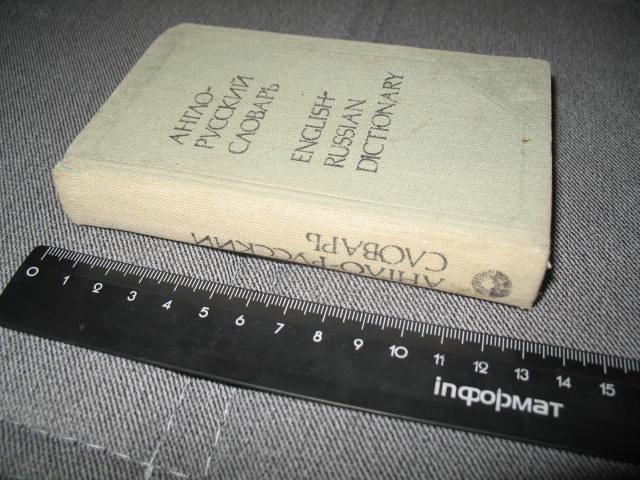 АНГЛО-
РУССКИЙ
СЛОВАРЬ
ENGLISH-
RUSSIAN
DICTIONARY
АНГЛО-РУССКИЙ
СЛОВАРЬ
0 1 2 3 4 5 6 7 8 9 10 11 12 13 14 15
inформат